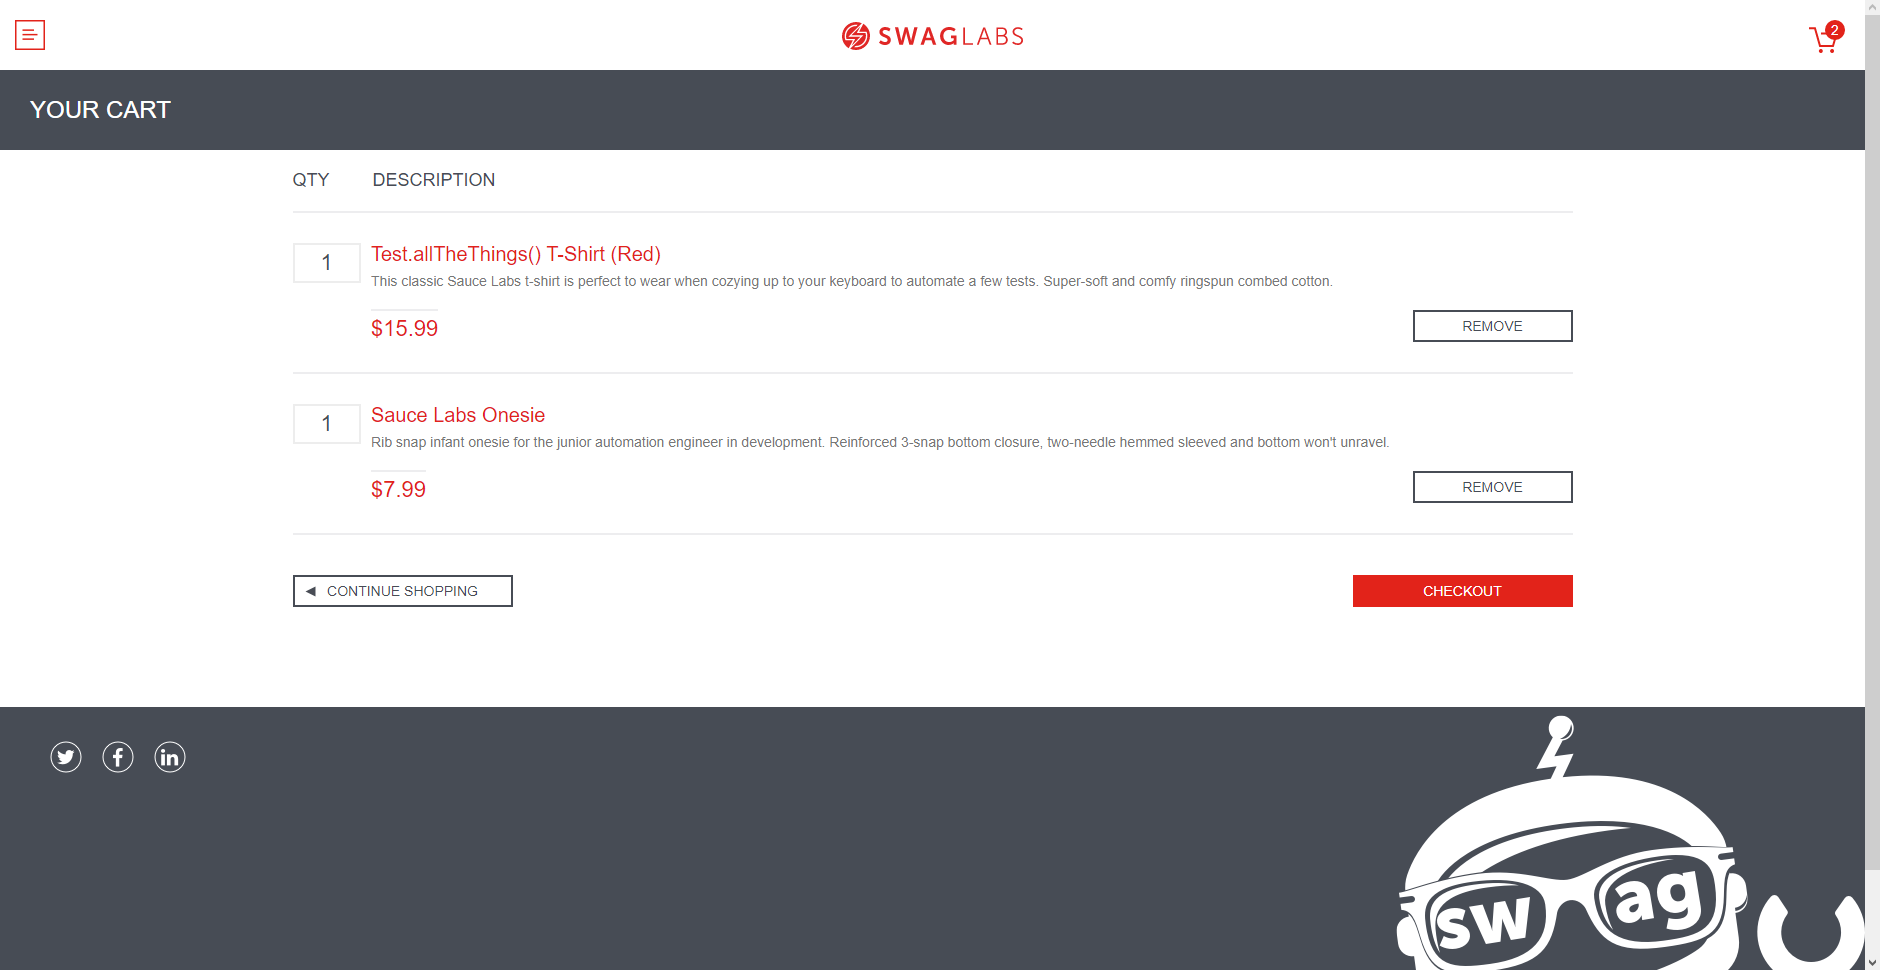 SWAGLABS
2
YOUR CART
QTY DESCRIPTION
1 Test.allTheThings() T-Shirt (Red)
This classic Sauce Labs t-shirt is perfect to wear when cozying up to your keyboard to automate a few tests. Super-soft and comfy ringspun combed cotton.
$15.99 REMOVE
1 Sauce Labs Onesie
Rib snap infant onesie for the junior automation engineer in development. Reinforced 3-snap bottom closure, two-needle hemmed sleeved and bottom won't unravel.
$7.99 REMOVE
CONTINUE SHOPPING CHECKOUT
f in
sw ag